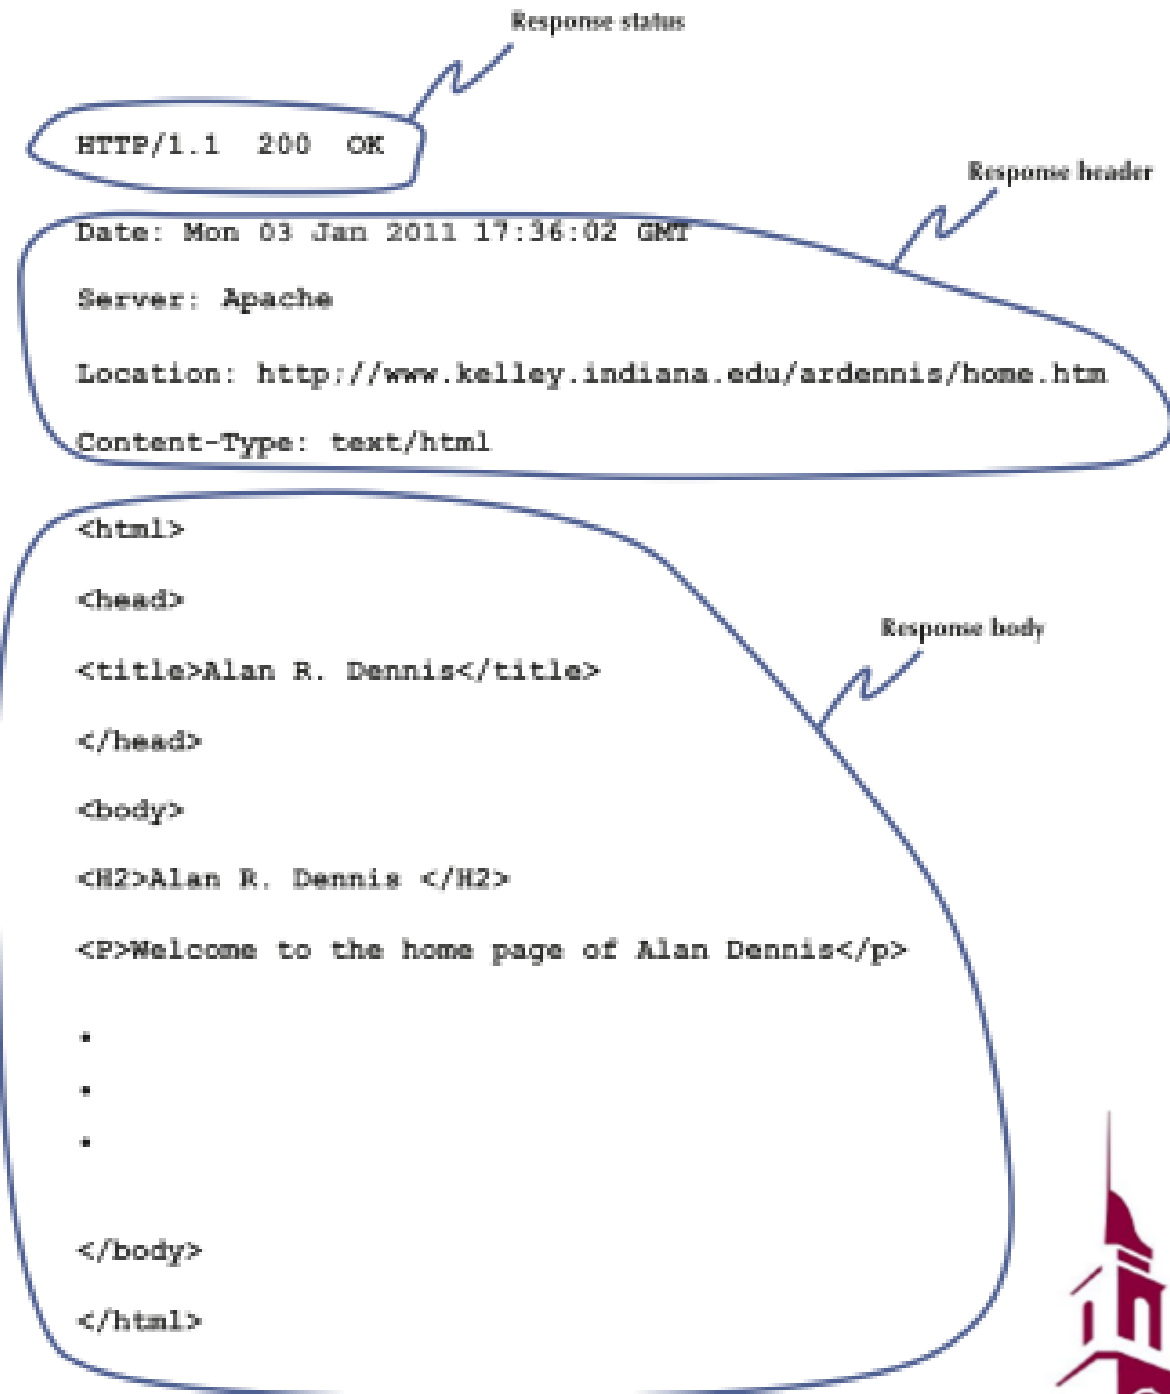 Response status
HTTP/1.1 200 OK
Response header
Date: Mon 03 Jan 2011 17:36:02 GMT
Server: Apache
Location: http;//www.kelley.indiana.edu/ardennis/home.htm
Content-Type: text/html
<html>
<head>
Response body
<title>Alan R. Dennis</title>
</head>
<body>
<H2>Alan R. Dennis </H2>
<P>Welcome to the home page of Alan Dennis</p>
•
•
•
</body>
</html>